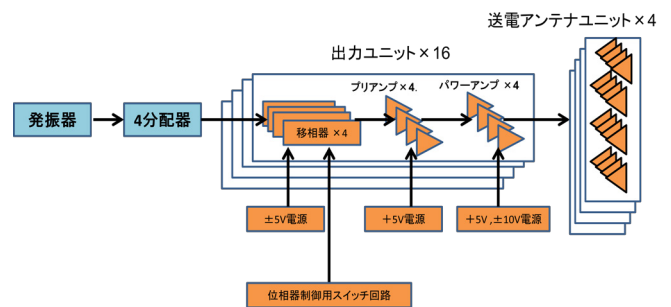 送電アンテナユニット×4
出力ユニット×16
プリアンプ×4.
パワーアンプ ×4
発振器
4分配器
移相器 ×4
±5V電源
＋5V電源
＋5V ,±10V電源
位相器制御用スイッチ回路